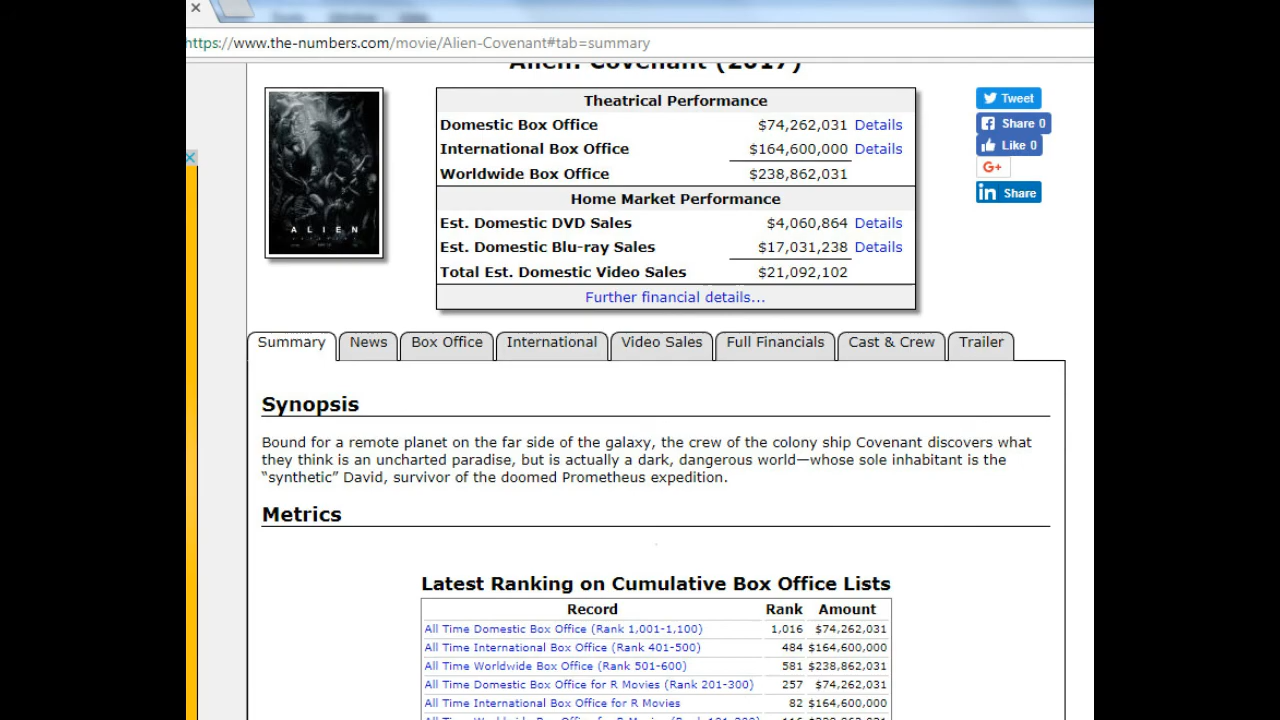 https://www.the-numbers.com/movie/Alien-Covenant#tab=summary
Alien: Covenant (2017)
ALIEN
Theatrical Performance
Domestic Box Office $74,262,031 Details
International Box Office $164,600,000 Details
Worldwide Box Office $238,862,031
Home Market Performance
Est. Domestic DVD Sales $4,060,864 Details
Est. Domestic Blu-ray Sales $17,031,238 Details
Total Est. Domestic Video Sales $21,092,102
Further financial details...
Tweet
Share 0
Like 0
G+
in Share
Summary News Box Office International Video Sales Full Financials Cast & Crew Trailer
Synopsis
Bound for a remote planet on the far side of the galaxy, the crew of the colony ship Covenant discovers what
they think is an uncharted paradise, but is actually a dark, dangerous world—whose sole inhabitant is the
“synthetic” David, survivor of the doomed Prometheus expedition.
Metrics
Latest Ranking on Cumulative Box Office Lists
Record Rank Amount
All Time Domestic Box Office (Rank 1,001-1,100) 1,016 $74,262,031
All Time International Box Office (Rank 401-500) 484 $164,600,000
All Time Worldwide Box Office (Rank 501-600) 581 $238,862,031
All Time Domestic Box Office for R Movies (Rank 201-300) 257 $74,262,031
All Time International Box Office for R Movies 82 $164,600,000